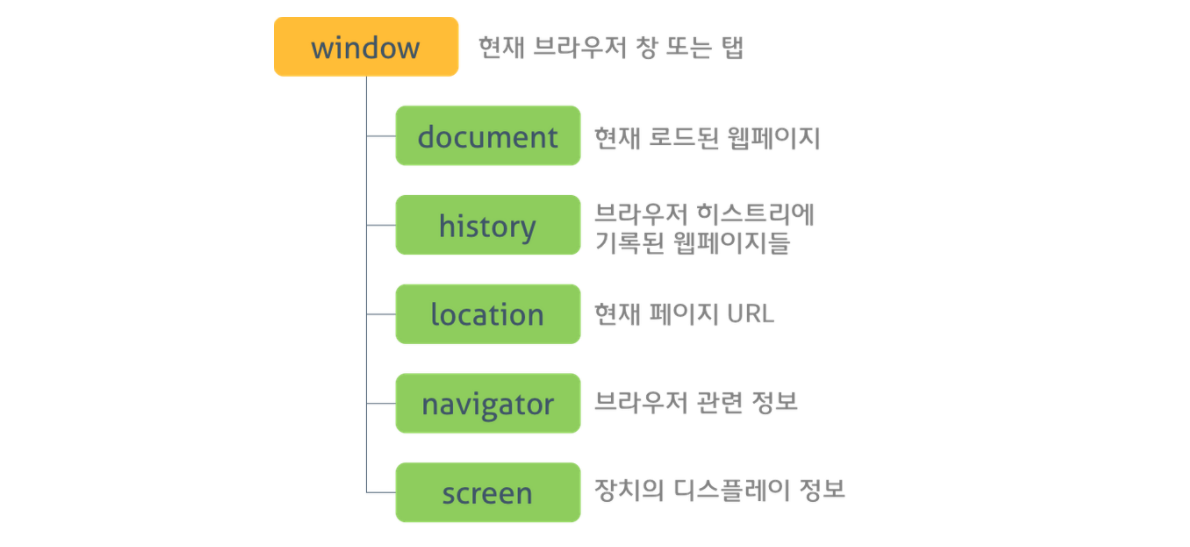 window 현재 브라우저 창 또는 탭
document 현재 로드된 웹페이지
history 브라우저 히스트리에
기록된 웹페이지들
location 현재 페이지 URL
navigator 브라우저 관련 정보
screen 장치의 디스플레이 정보